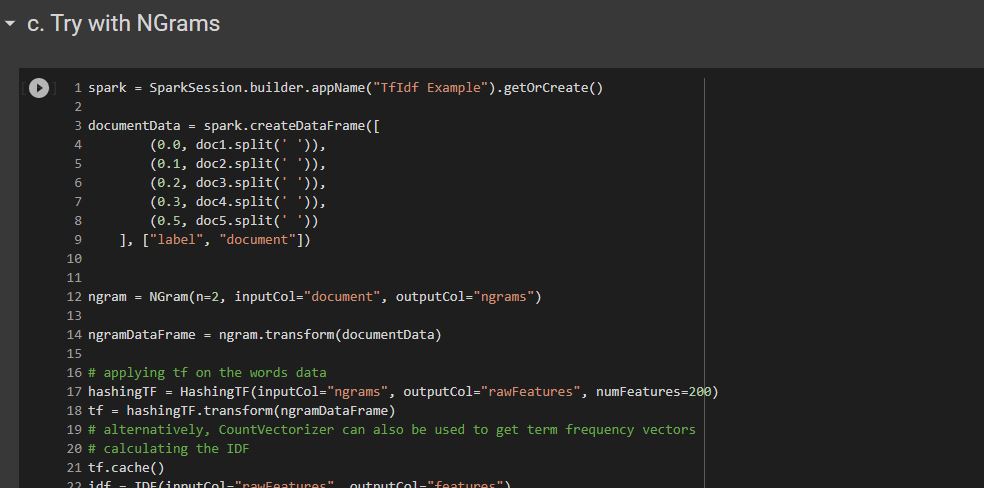 c. Try with NGrams
1 spark = SparkSession.builder.appName("TfIdf Example").getOrCreate()
2
3 documentData = spark.createDataFrame([
4         (0.0, doc1.split(' ')),
5         (0.1, doc2.split(' ')),
6         (0.2, doc3.split(' ')),
7         (0.3, doc4.split(' ')),
8         (0.5, doc5.split(' '))
9     ], ["label", "document"])
10
11
12 ngram = NGram(n=2, inputCol="document", outputCol="ngrams")
13
14 ngramDataFrame = ngram.transform(documentData)
15
16 # applying tf on the words data
17 hashingTF = HashingTF(inputCol="ngrams", outputCol="rawFeatures", numFeatures=200)
18 tf = hashingTF.transform(ngramDataFrame)
19 # alternatively, CountVectorizer can also be used to get term frequency vectors
20 # calculating the IDF
21 tf.cache()
22 idf = IDF(inputCol="rawFeatures", outputCol="features")